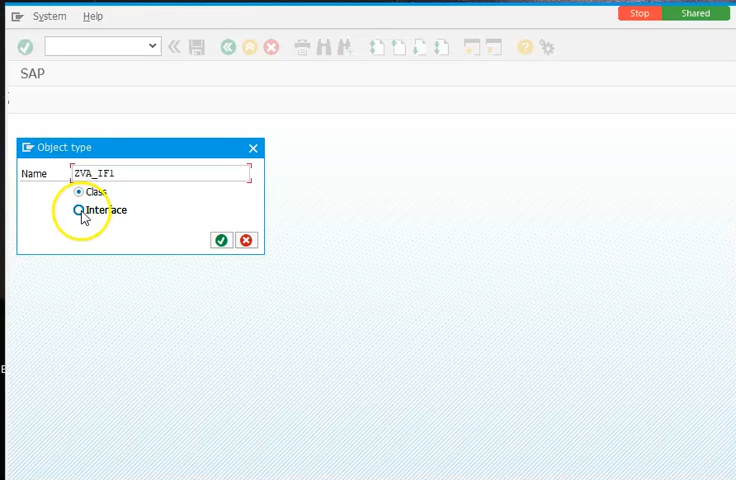 System Help
Stop Shared
SAP
Object type
Name ZVA_IF1
Class
Interface